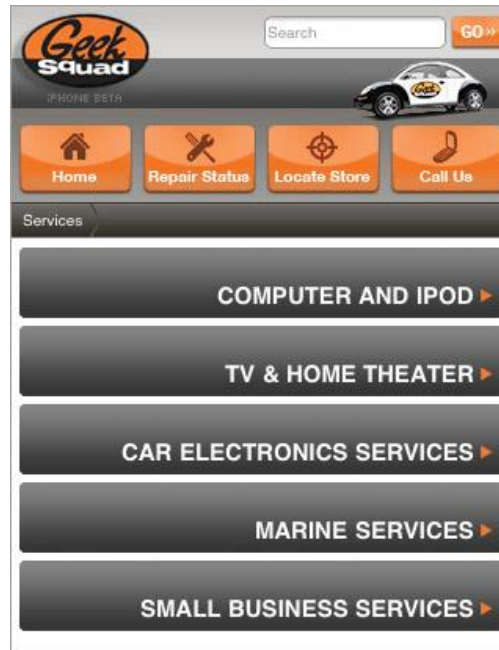 Geek
Squad
iPHONE BETA
Search
GO»
Home
Repair Status
Locate Store
Call Us
Services
COMPUTER AND IPOD
TV & HOME THEATER
CAR ELECTRONICS SERVICES
MARINE SERVICES
SMALL BUSINESS SERVICES